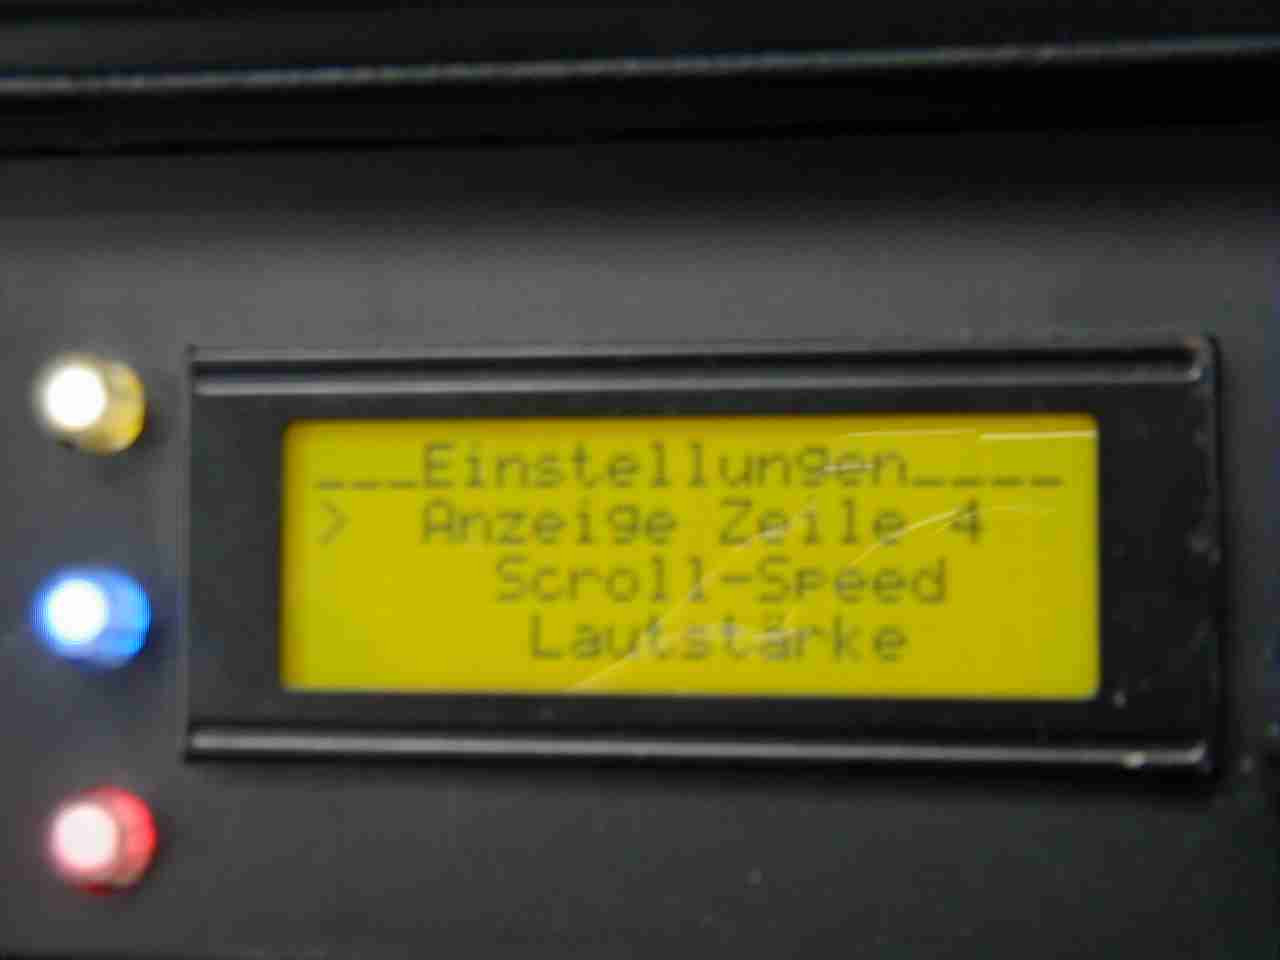 ___Einstellungen____
> Anzeige Zeile 4
Scroll-Speed
Lautstärke